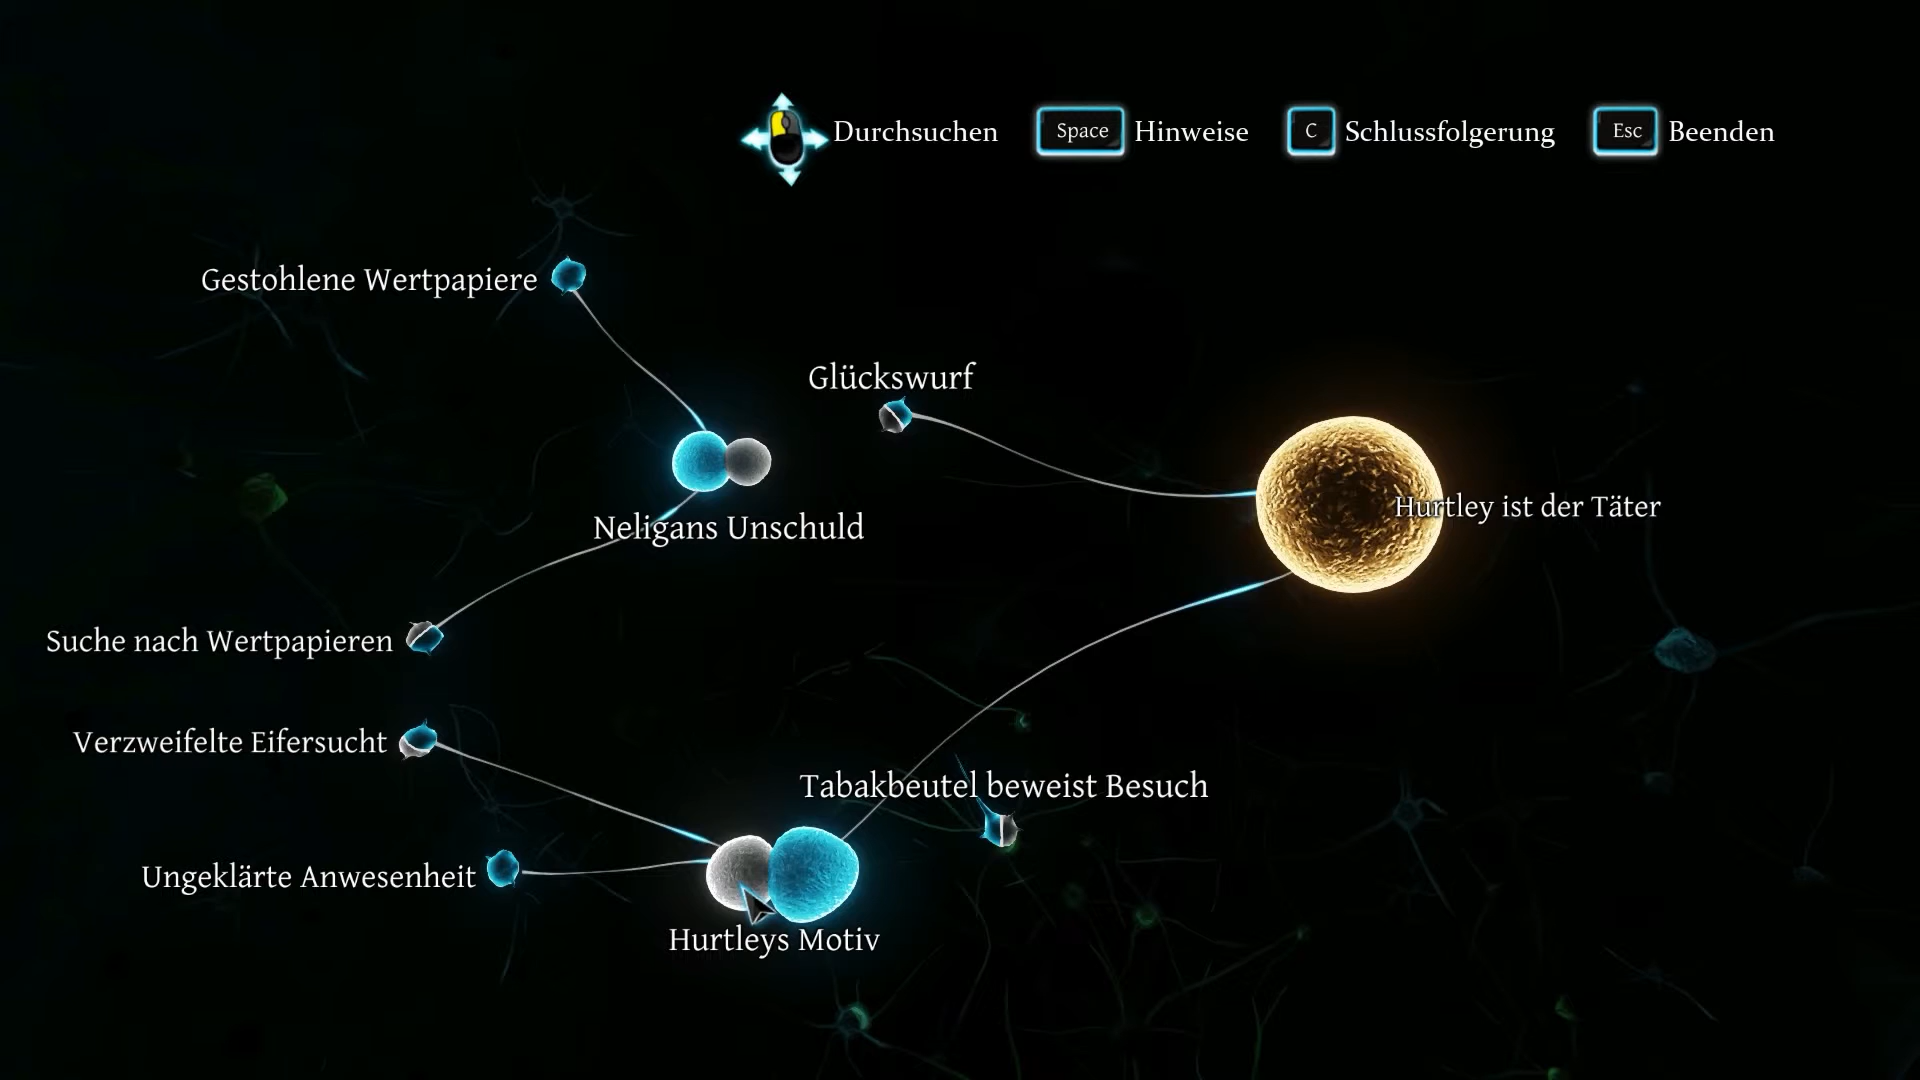 Durchsuchen
Space Hinweise
C Schlussfolgerung
Esc Beenden
Gestohlene Wertpapiere
Glückswurf
Hurtley ist der Täter
Neligans Unschuld
Suche nach Wertpapieren
Verzweifelte Eifersucht
Tabakbeutel beweist Besuch
Ungeklärte Anwesenheit
Hurtleys Motiv